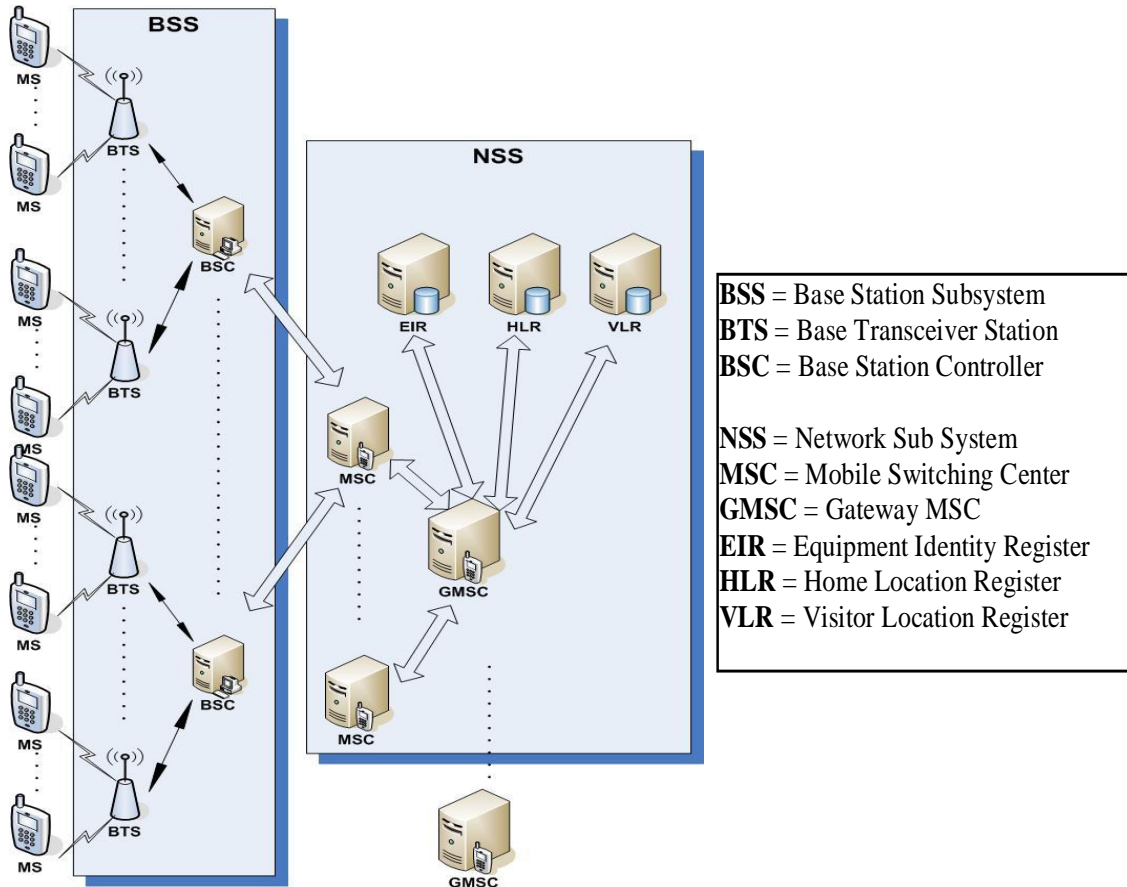 BSS
MS
BTS
MS
BSC
MS
BTS
MS
MS
BTS
MS
BSC
MS
BTS
MS
NSS
EIR
HLR
VLR
MSC
GMSC
MSC
GMSC
BSS = Base Station Subsystem
BTS = Base Transceiver Station
BSC = Base Station Controller
NSS = Network Sub System
MSC = Mobile Switching Center
GMSC = Gateway MSC
EIR = Equipment Identity Register
HLR = Home Location Register
VLR = Visitor Location Register